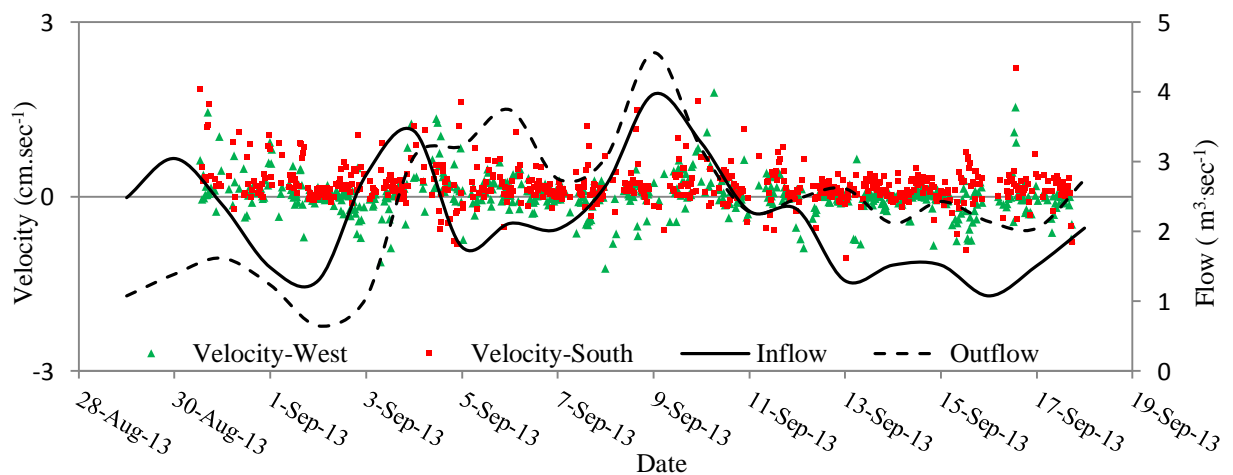 3
0
-3
Velocity (cm.sec⁻¹)
5
4
3
2
1
0
Flow ( m³·sec⁻¹)
Velocity-West
Velocity-South
Inflow
Outflow
28-Aug-13
30-Aug-13
1-Sep-13
3-Sep-13
5-Sep-13
7-Sep-13
9-Sep-13
11-Sep-13
13-Sep-13
15-Sep-13
17-Sep-13
19-Sep-13
Date